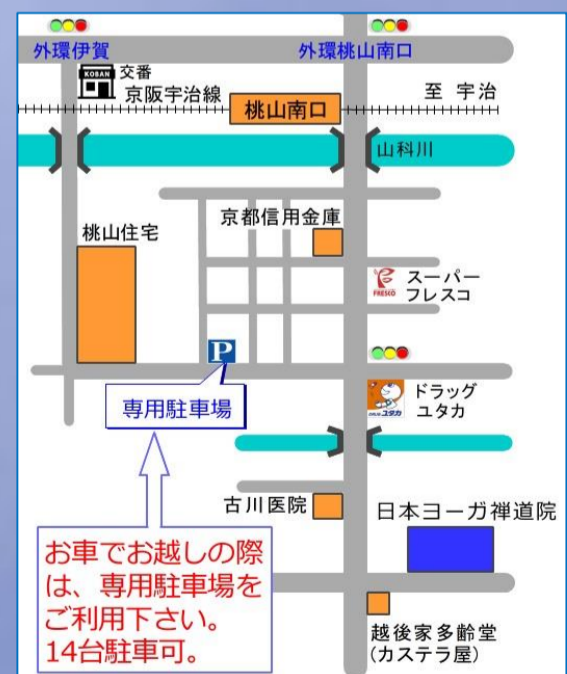 外環伊賀
外環桃山南口
KOBAN
交番
京阪宇治線
桃山南口
至 宇治
山科川
桃山住宅
京都信用金庫
FRESCO
スーパー
フレスコ
P
専用駐車場
ドラッグ
ユタカ
ユタカ
古川医院
日本ヨーガ禅道院
お車でお越しの際
は、専用駐車場を
ご利用下さい。
14台駐車可。
越後家多齢堂
(カステラ屋)